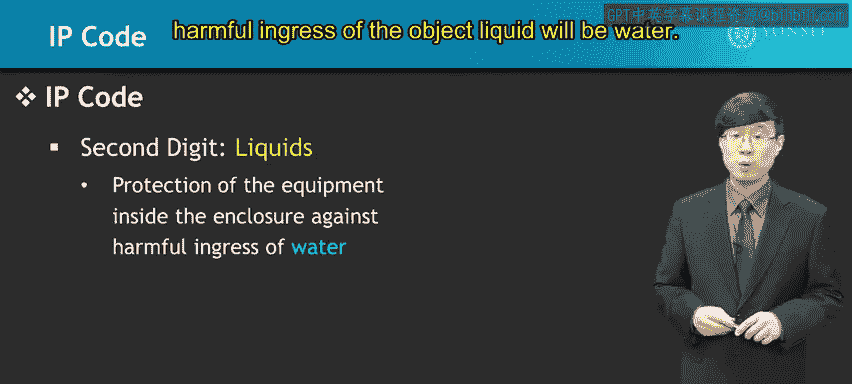 harmful ingress of the object liquid will be water.
IP Code
YONSEI
❖ IP Code
▪ Second Digit: Liquids
• Protection of the equipment
inside the enclosure against
harmful ingress of water